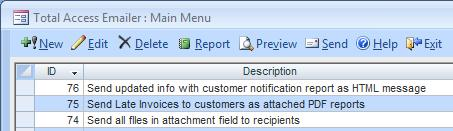 Total Access Emailer : Main Menu
New Edit Delete Report Preview Send Help Exit
ID Description
76 Send updated info with customer notification report as HTML message
75 Send Late Invoices to customers as attached PDF reports
74 Send all files in attachment field to recipients